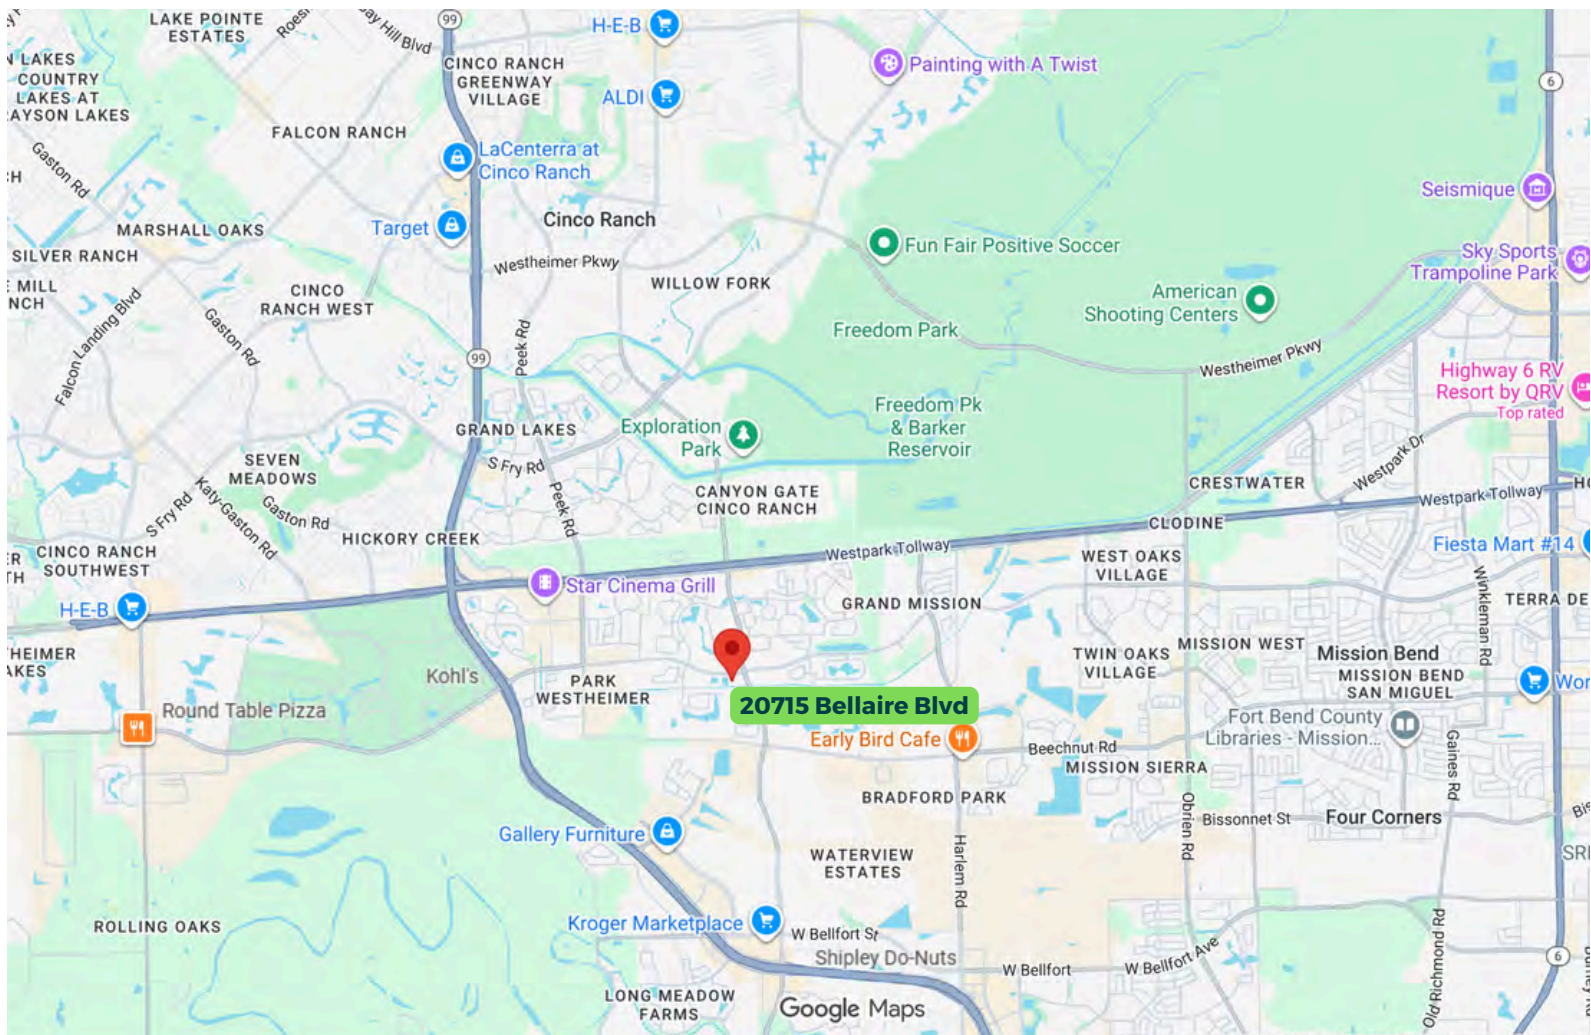 LAKE POINTE
ESTATES
99
H-E-B
CINCO RANCH
GREENWAY
VILLAGE
Painting with A Twist
6
COUNTRY
LAKES AT
ALDI
FALCON RANCH
LaCenterra at
Cinco Ranch
Gaston Rd
Seismique
Target
Cinco Ranch
MARSHALL OAKS
Fun Fair Positive Soccer
Sky Sports
Trampoline Park
SILVER RANCH
Westheimer Pkwy
CINCO
RANCH WEST
WILLOW FORK
American
Shooting Centers
Falcon Landing Blvd
Gaston Rd
Peek Rd
Freedom Park
Westheimer Pkwy
99
Highway 6 RV
Resort by QRV
Top rated
Freedom Pk
& Barker
Reservoir
GRAND LAKES
Exploration
Park
S Fry Rd
Westpark Dr
SEVEN
MEADOWS
Katy-Gaston Rd
Gaston Rd
S Fry Rd
Peek Rd
CANYON GATE
CINCO RANCH
CRESTWATER
Westpark Tollway
CLODINE
HICKORY CREEK
CINCO RANCH
SOUTHWEST
Westpark Tollway
WEST OAKS
VILLAGE
Fiesta Mart #14
Star Cinema Grill
H-E-B
GRAND MISSION
Winkleman Rd
TERRA DE
MISSION WEST
Mission Bend
TWIN OAKS
VILLAGE
MISSION BEND
SAN MIGUEL
Kohl's
PARK
WESTHEIMER
20715 Bellaire Blvd
Round Table Pizza
Fort Bend County
Libraries - Mission...
Early Bird Cafe
Beechnut Rd
MISSION SIERRA
Gaines Rd
BRADFORD PARK
Obrien Rd
Bissonnet St
Four Corners
Gallery Furniture
Harlem Rd
WATERVIEW
ESTATES
ROLLING OAKS
Kroger Marketplace
W Bellfort St
Shipley Do-Nuts
W Bellfort
W Bellfort Ave
Old Richmond Rd
6
LONG MEADOW
FARMS
Google Maps